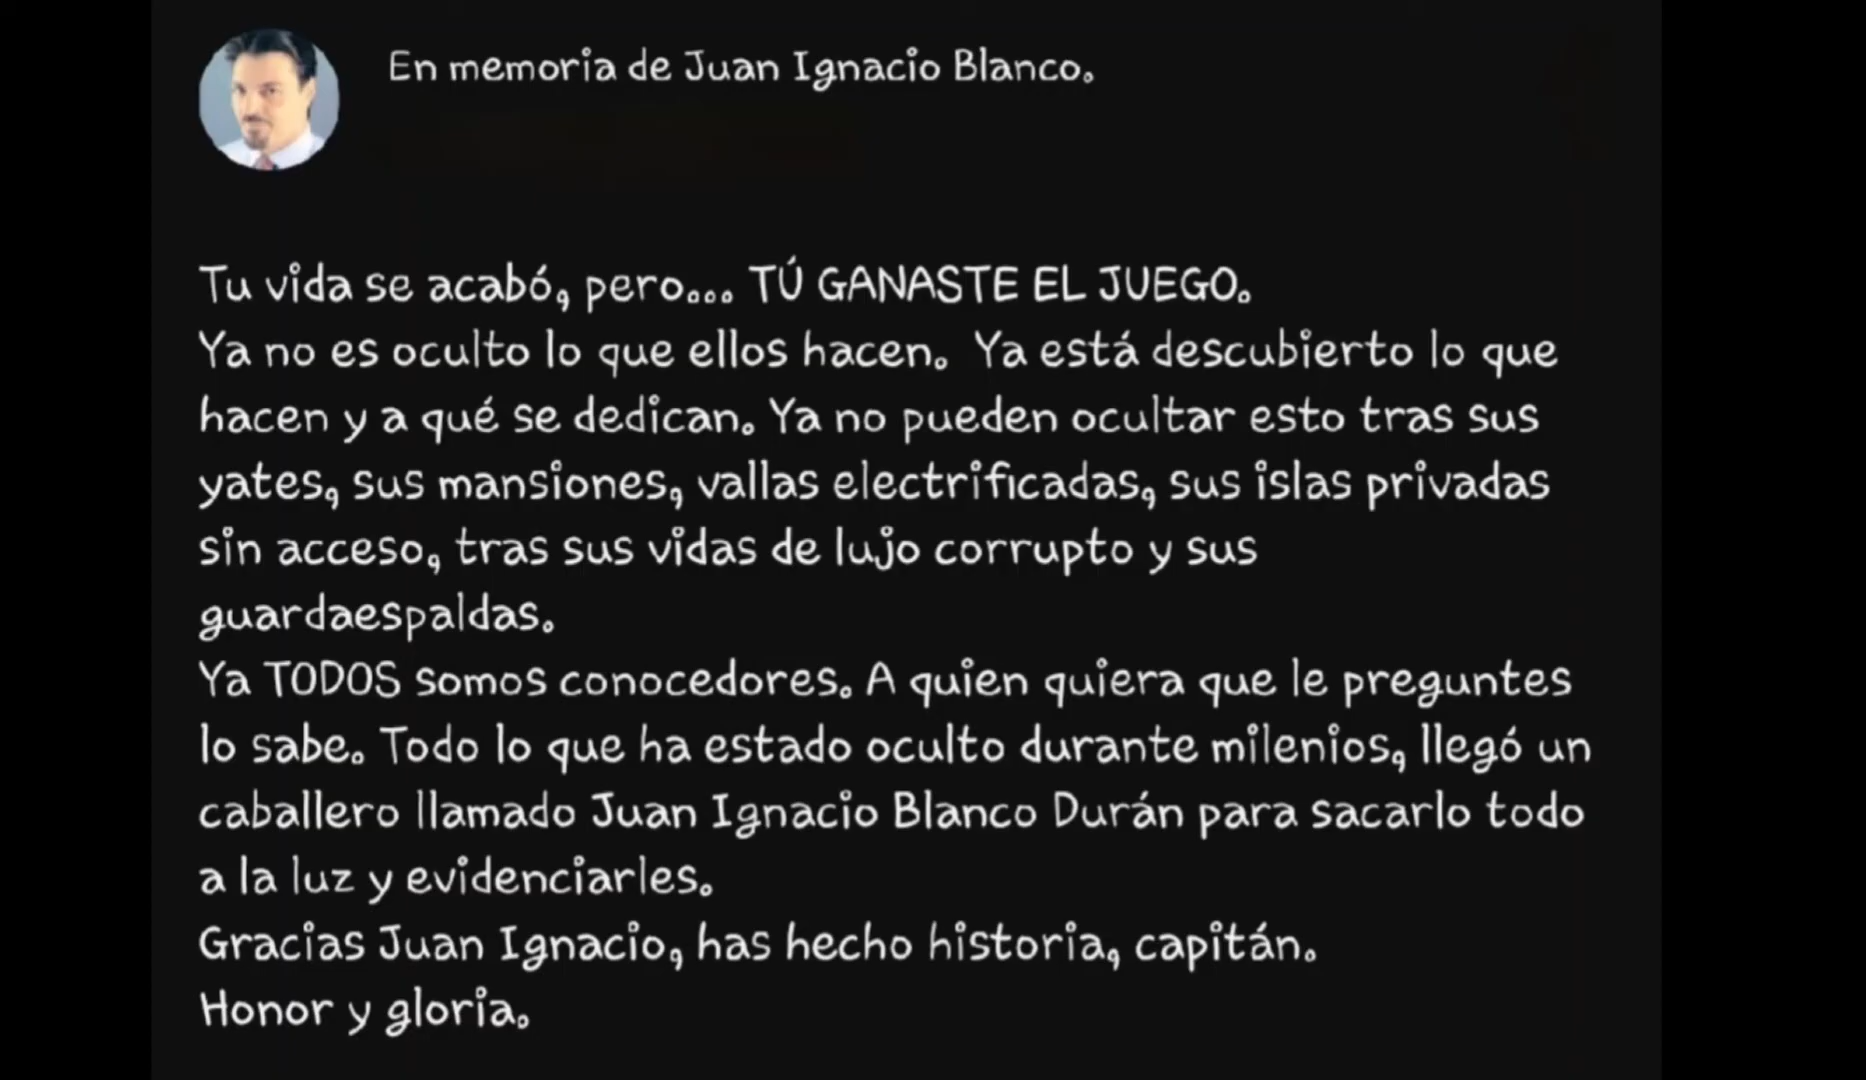 En memoria de Juan Ignacio Blanco.
Tu vida se acabó, pero... TÚ GANASTE EL JUEGO.
Ya no es oculto lo que ellos hacen. Ya está descubierto lo que
hacen y a qué se dedican. Ya no pueden ocultar esto tras sus
yates, sus mansiones, vallas electrificadas, sus islas privadas
sin acceso, tras sus vidas de lujo corrupto y sus
guardaespaldas.
Ya TODOS somos conocedores. A quien quiera que le preguntes
lo sabe. Todo lo que ha estado oculto durante milenios, llegó un
caballero llamado Juan Ignacio Blanco Durán para sacarlo todo
a la luz y evidenciarles.
Gracias Juan Ignacio, has hecho historia, capitán.
Honor y gloria.